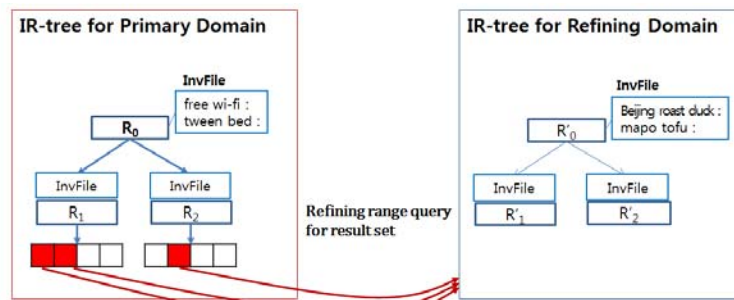 IR-tree for Primary Domain
InvFile
free wi-fi :
tween bed :
R0
InvFile
InvFile
R1
R2
Refining range query
for result set
IR-tree for Refining Domain
InvFile
Beijing roast duck :
mapo tofu :
R'0
InvFile
InvFile
R'1
R'2